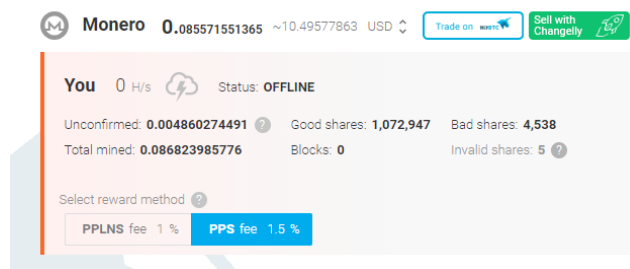 Monero 0.085571551365 ~10.49577863 USD
Trade on
Sell with
Changelly
You 0 H/s Status: OFFLINE
Unconfirmed: 0.004860274491 ? Good shares: 1,072,947 Bad shares: 4,538
Total mined: 0.086823985776 Blocks: 0 Invalid shares: 5 ?
Select reward method ?
PPLNS fee 1 % PPS fee 1.5 %